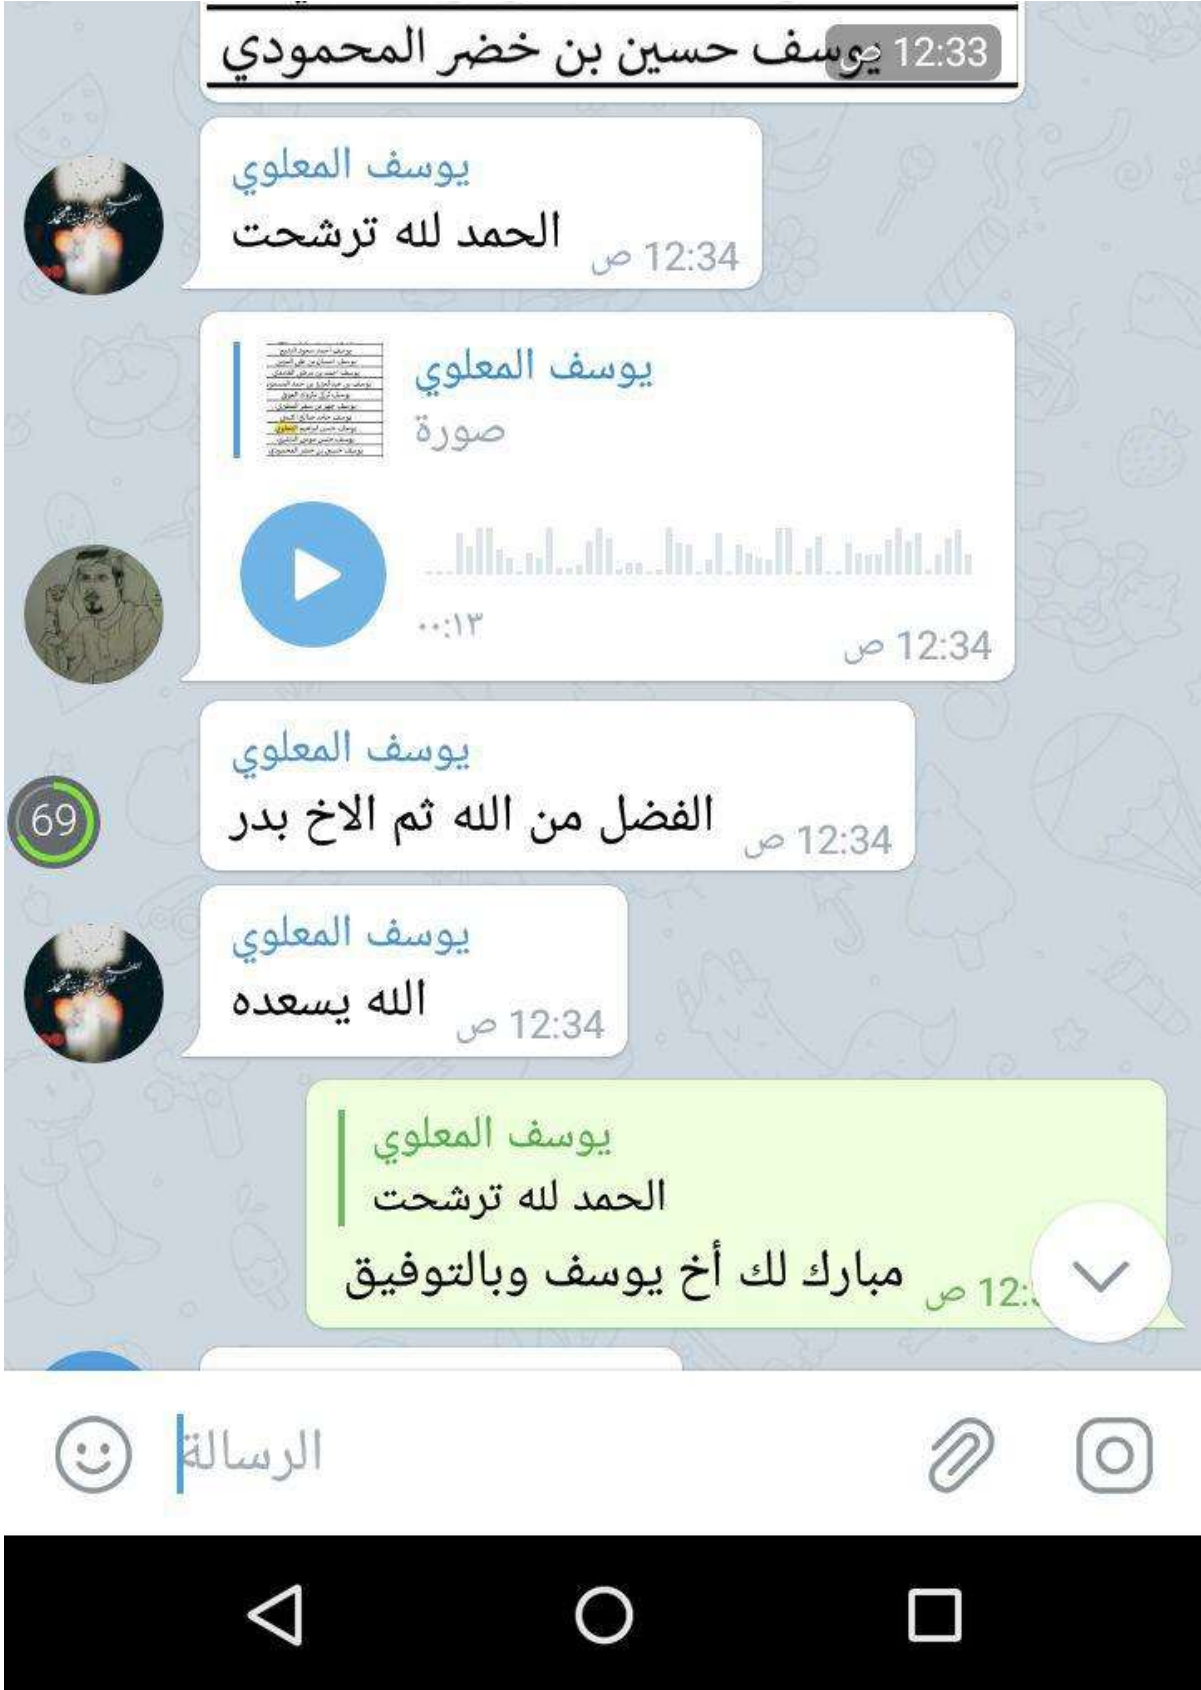 يوسف حسين بن خضر المحمودي
12:33 ص
يوسف المعلوي
الحمد لله ترشحت
12:34 ص
يوسف المعلوي
صورة
٠٠:١٣
12:34 ص
يوسف المعلوي
الفضل من الله ثم الاخ بدر
12:34 ص
69
يوسف المعلوي
الله يسعده
12:34 ص
يوسف المعلوي
الحمد لله ترشحت
مبارك لك أخ يوسف وبالتوفيق
ص
الرسالة